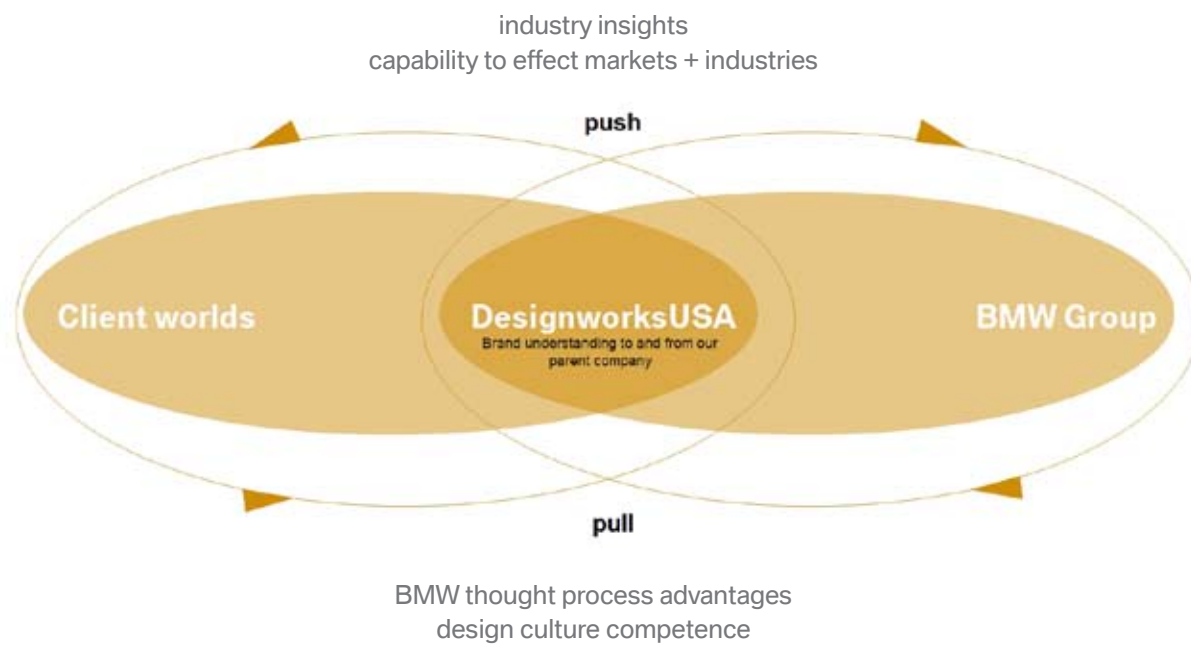 industry insights
capability to effect markets + industries
push
Client worlds
DesignworksUSA
BMW Group
Brand understanding to and from our
parent company
pull
BMW thought process advantages
design culture competence